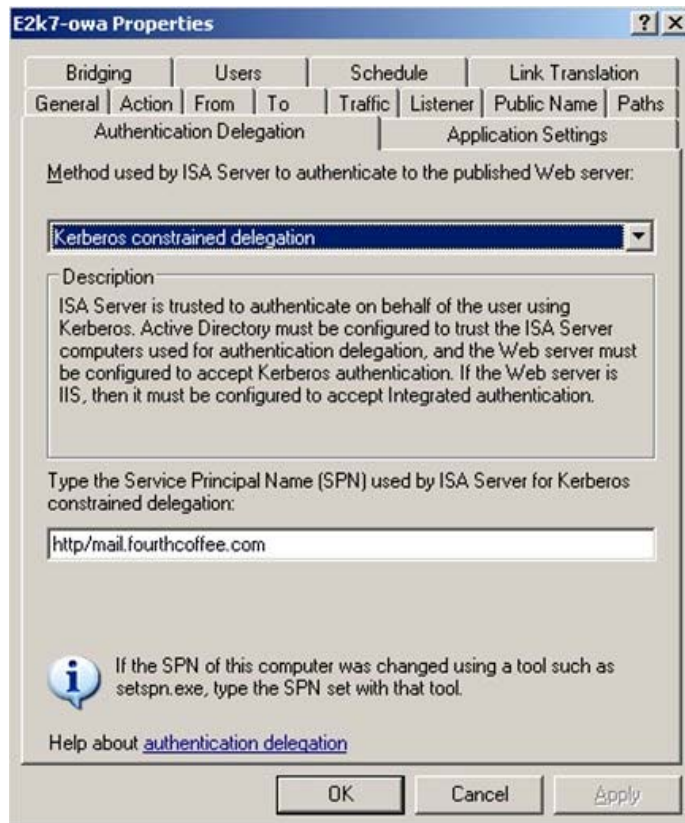 E2k7-owa Properties
Bridging Users Schedule Link Translation
General Action From To Traffic Listener Public Name Paths
Authentication Delegation Application Settings
Method used by ISA Server to authenticate to the published Web server:
Kerberos constrained delegation
Description
ISA Server is trusted to authenticate on behalf of the user using
Kerberos. Active Directory must be configured to trust the ISA Server
computers used for authentication delegation, and the Web server must
be configured to accept Kerberos authentication. If the Web server is
IIS, then it must be configured to accept Integrated authentication.
Type the Service Principal Name (SPN) used by ISA Server for Kerberos
constrained delegation:
http/mail.fourthcoffee.com
If the SPN of this computer was changed using a tool such as
setspn.exe, type the SPN set with that tool.
Help about authentication delegation
OK Cancel Apply